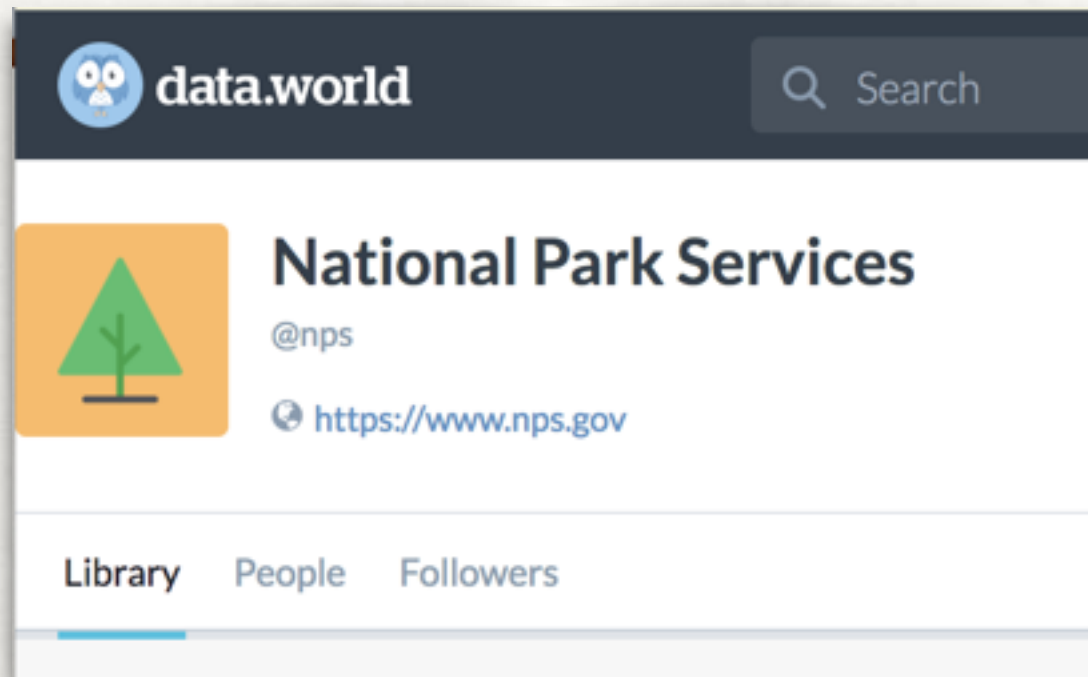 data.world
Search
National Park Services
@nps
https://www.nps.gov
Library People Followers